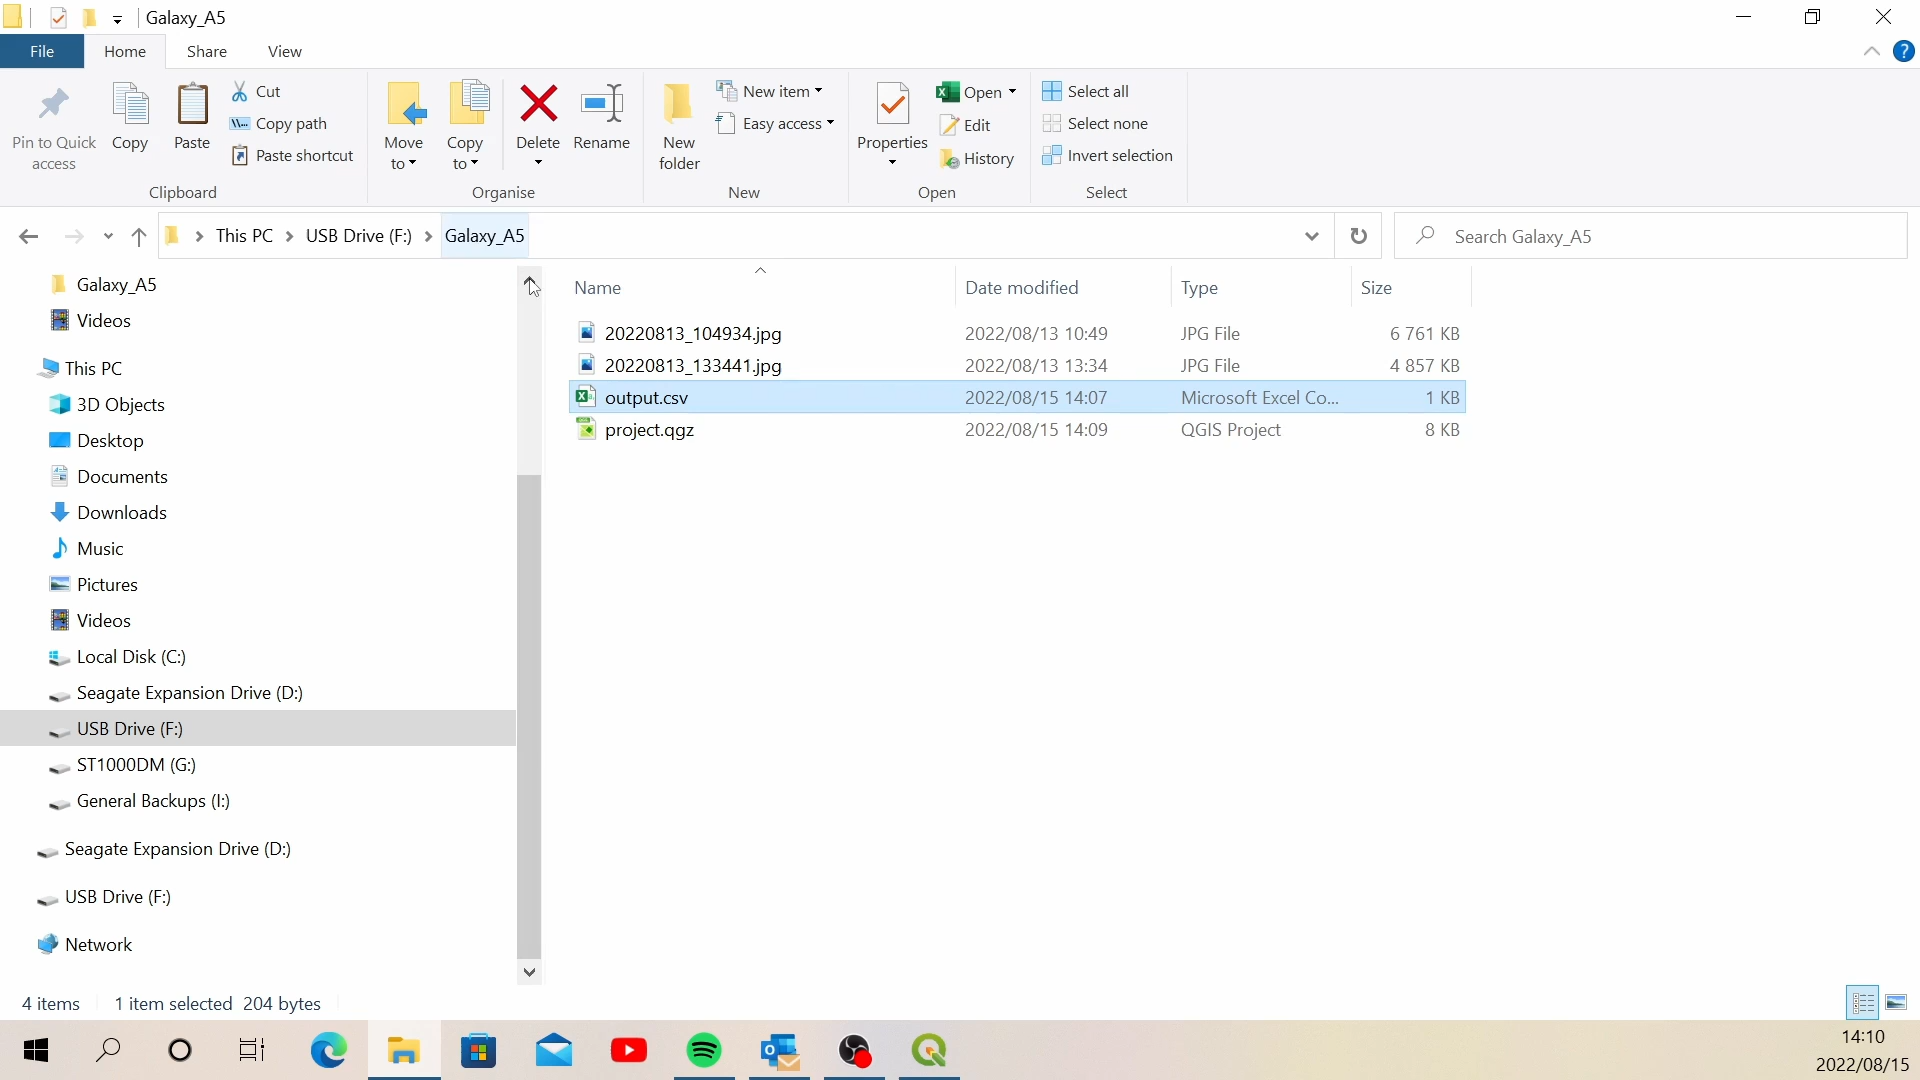 Galaxy_A5
File Home Share View
Pin to Quick access
Copy
Paste
Cut
Copy path
Paste shortcut
Clipboard
Move to
Copy to
Delete
Rename
Organise
New folder
New item
Easy access
New
Properties
Open
Edit
History
Open
Select all
Select none
Invert selection
Select
This PC USB Drive (F:) Galaxy_A5
Search Galaxy_A5
Galaxy_A5
Videos
This PC
3D Objects
Desktop
Documents
Downloads
Music
Pictures
Videos
Local Disk (C:)
Seagate Expansion Drive (D:)
USB Drive (F:)
ST1000DM (G:)
General Backups (I:)
Seagate Expansion Drive (D:)
USB Drive (F:)
Network
Name Date modified Type Size
20220813_104934.jpg 2022/08/13 10:49 JPG File 6 761 KB
20220813_133441.jpg 2022/08/13 13:34 JPG File 4 857 KB
output.csv 2022/08/15 14:07 Microsoft Excel Co... 1 KB
project.qgz 2022/08/15 14:09 QGIS Project 8 KB
4 items 1 item selected 204 bytes
14:10
2022/08/15